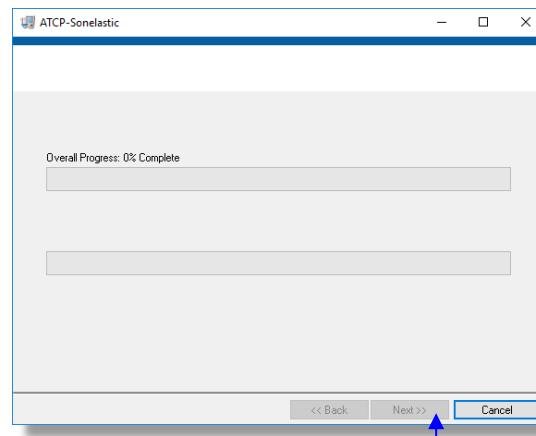 ATCP-Sonelastic
Overall Progress: 0% Complete
<< Back Next >> Cancel